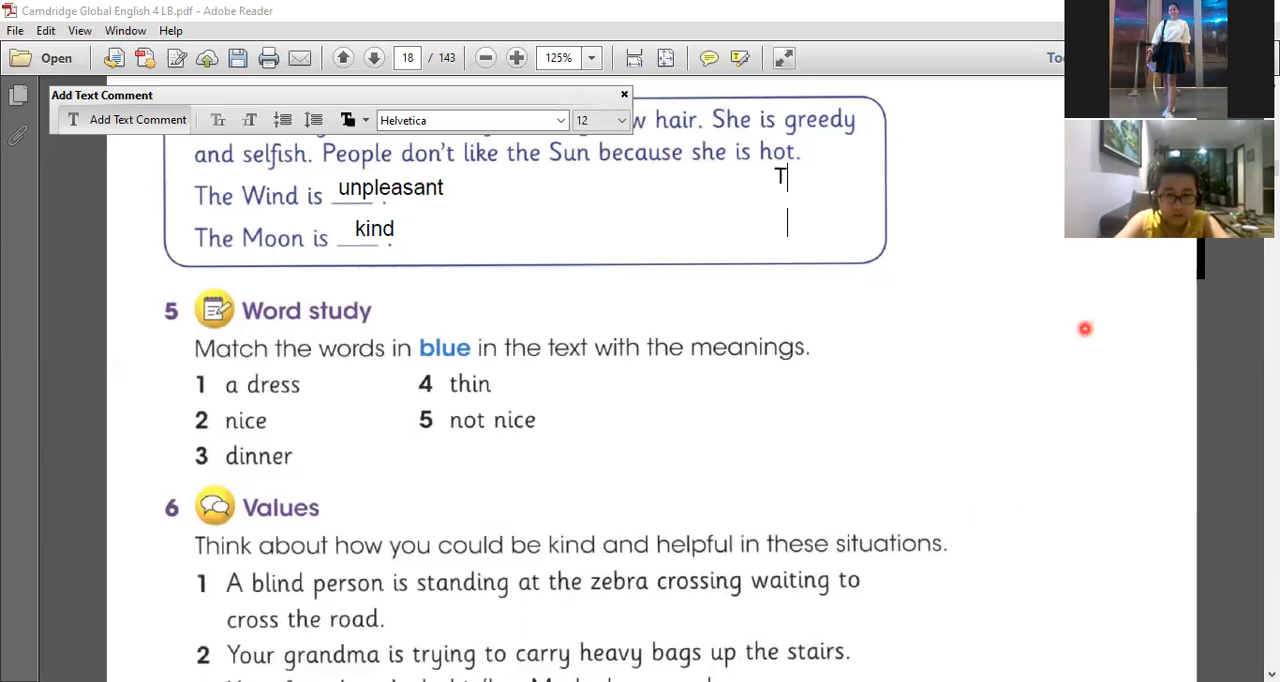 Camdridge Global English 4 LB.pdf - Adobe Reader
File Edit View Window Help
Open 18 / 143 125%
Add Text Comment
T Add Text Comment Helvetica 12
hair. She is greedy
and selfish. People don't like the Sun because she is hot.
T
The Wind is unpleasant.
The Moon is kind.
5 Word study
Match the words in blue in the text with the meanings.
1 a dress 4 thin
2 nice 5 not nice
3 dinner
6 Values
Think about how you could be kind and helpful in these situations.
1 A blind person is standing at the zebra crossing waiting to
cross the road.
2 Your grandma is trying to carry heavy bags up the stairs.